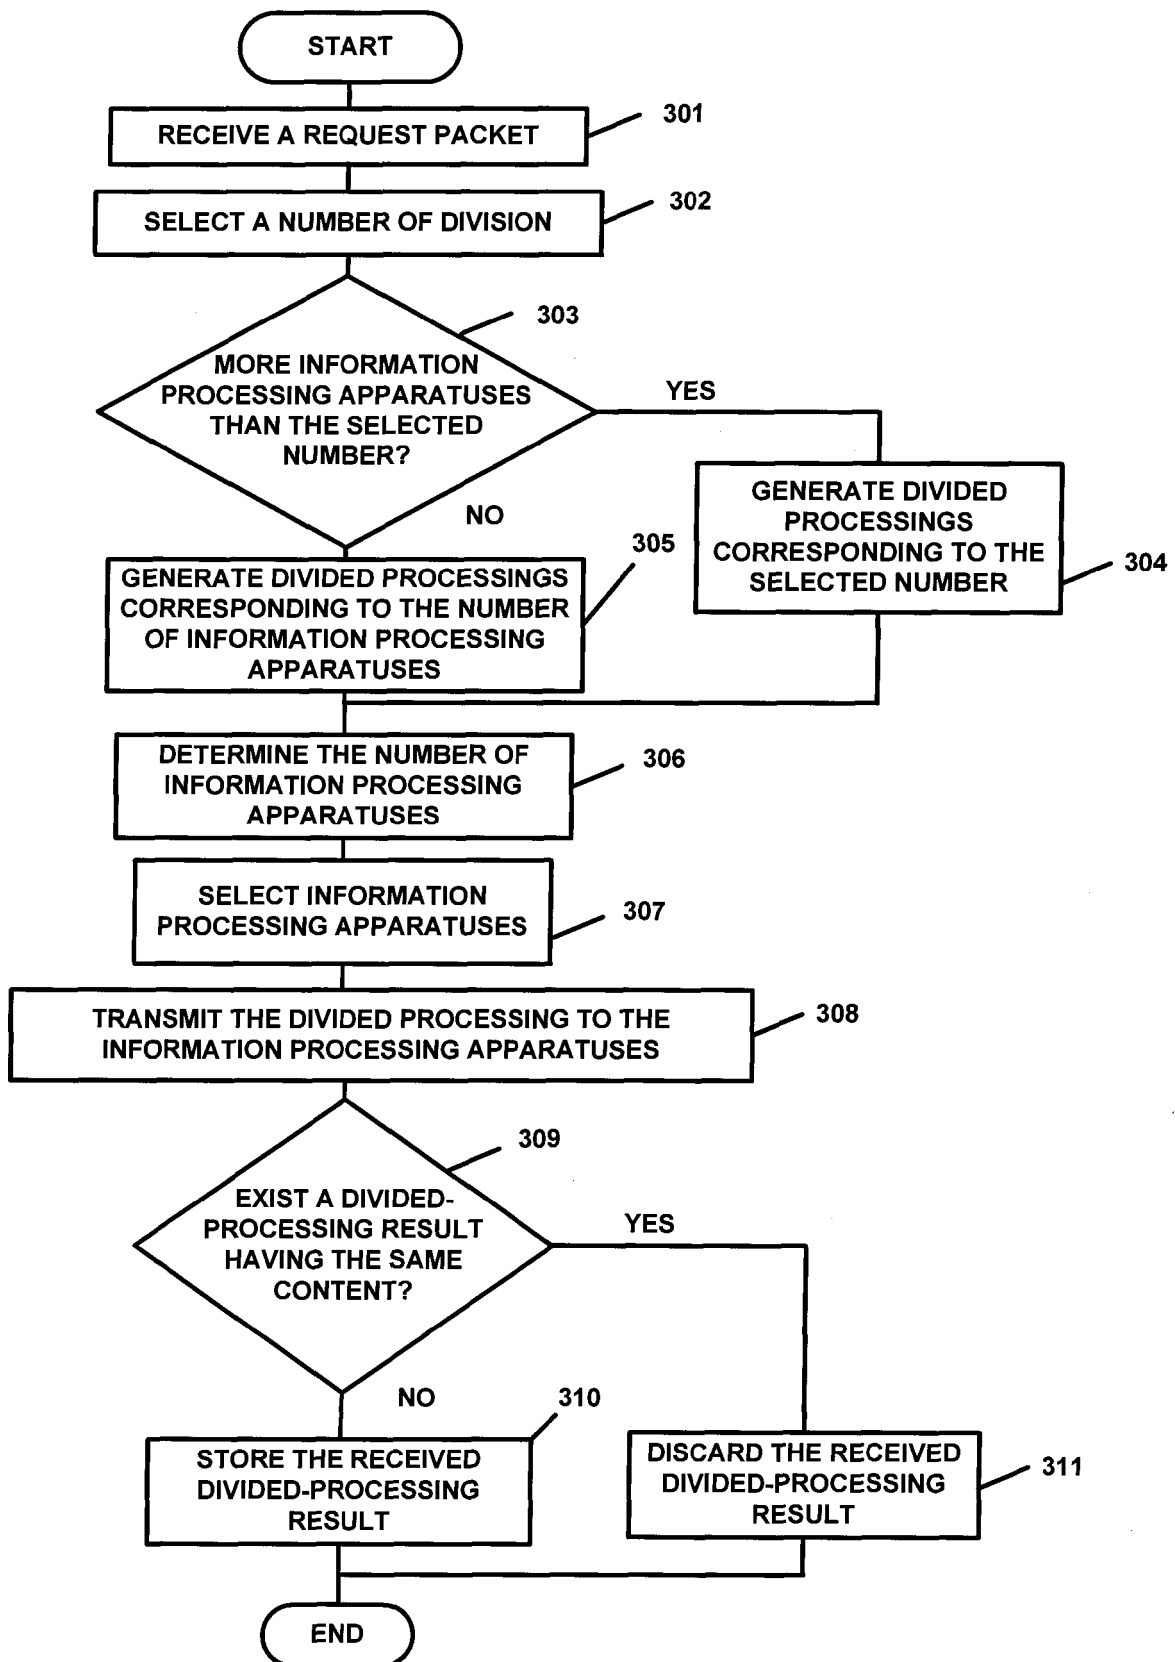 START
RECEIVE A REQUEST PACKET
301
SELECT A NUMBER OF DIVISION
302
303
MORE INFORMATION
PROCESSING APPARATUSES
THAN THE SELECTED
NUMBER?
YES
NO
GENERATE DIVIDED
PROCESSINGS
CORRESPONDING TO THE
SELECTED NUMBER
304
305
GENERATE DIVIDED PROCESSINGS
CORRESPONDING TO THE NUMBER
OF INFORMATION PROCESSING
APPARATUSES
DETERMINE THE NUMBER OF
INFORMATION PROCESSING
APPARATUSES
306
SELECT INFORMATION
PROCESSING APPARATUSES
307
TRANSMIT THE DIVIDED PROCESSING TO THE
INFORMATION PROCESSING APPARATUSES
308
309
EXIST A DIVIDED-
PROCESSING RESULT
HAVING THE SAME
CONTENT?
YES
NO
310
STORE THE RECEIVED
DIVIDED-PROCESSING
RESULT
DISCARD THE RECEIVED
DIVIDED-PROCESSING
RESULT
311
END